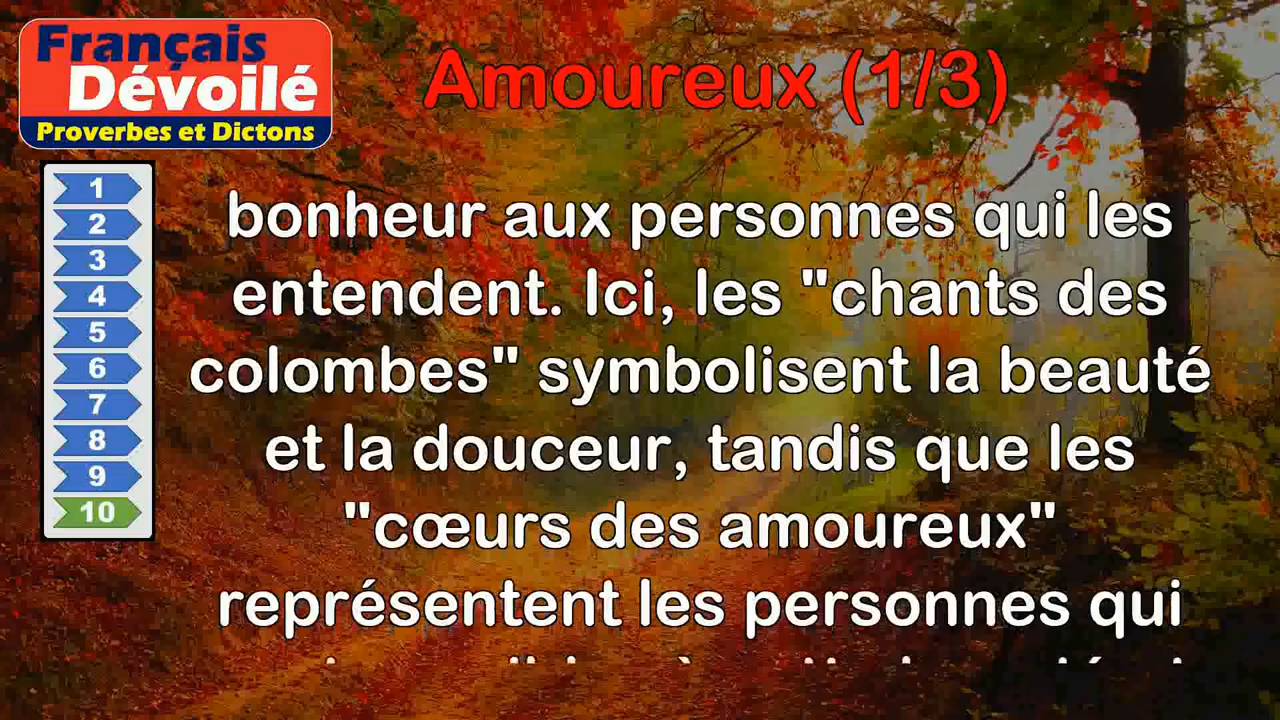 Français
Dévoilé
Proverbes et Dictons
Amoureux (1/3)
1
2
3
4
5
6
7
8
9
10
bonheur aux personnes qui les
entendent. Ici, les "chants des
colombes" symbolisent la beauté
et la douceur, tandis que les
"cœurs des amoureux"
représentent les personnes qui